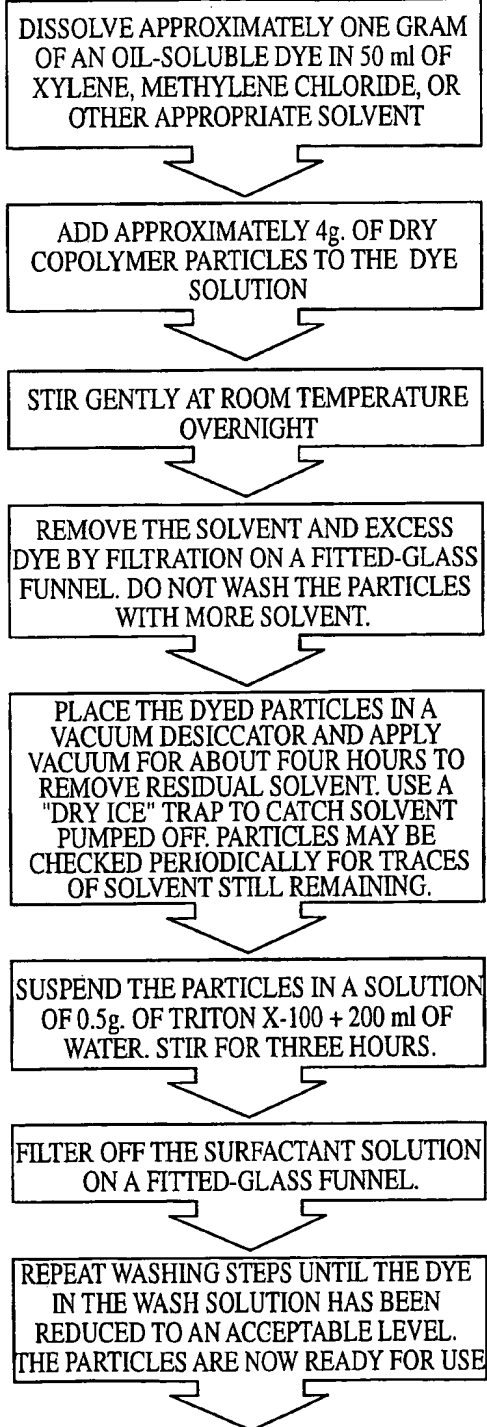 DISSOLVE APPROXIMATELY ONE GRAM
OF AN OIL-SOLUBLE DYE IN 50 ml OF
XYLENE, METHYLENE CHLORIDE, OR
OTHER APPROPRIATE SOLVENT
ADD APPROXIMATELY 4g. OF DRY
COPOLYMER PARTICLES TO THE DYE
SOLUTION
STIR GENTLY AT ROOM TEMPERATURE
OVERNIGHT
REMOVE THE SOLVENT AND EXCESS
DYE BY FILTRATION ON A FITTED-GLASS
FUNNEL. DO NOT WASH THE PARTICLES
WITH MORE SOLVENT.
PLACE THE DYED PARTICLES IN A
VACUUM DESICCATOR AND APPLY
VACUUM FOR ABOUT FOUR HOURS TO
REMOVE RESIDUAL SOLVENT. USE A
"DRY ICE" TRAP TO CATCH SOLVENT
PUMPED OFF. PARTICLES MAY BE
CHECKED PERIODICALLY FOR TRACES
OF SOLVENT STILL REMAINING.
SUSPEND THE PARTICLES IN A SOLUTION
OF 0.5g. OF TRITON X-100 + 200 ml OF
WATER. STIR FOR THREE HOURS.
FILTER OFF THE SURFACTANT SOLUTION
ON A FITTED-GLASS FUNNEL.
REPEAT WASHING STEPS UNTIL THE DYE
IN THE WASH SOLUTION HAS BEEN
REDUCED TO AN ACCEPTABLE LEVEL.
THE PARTICLES ARE NOW READY FOR USE